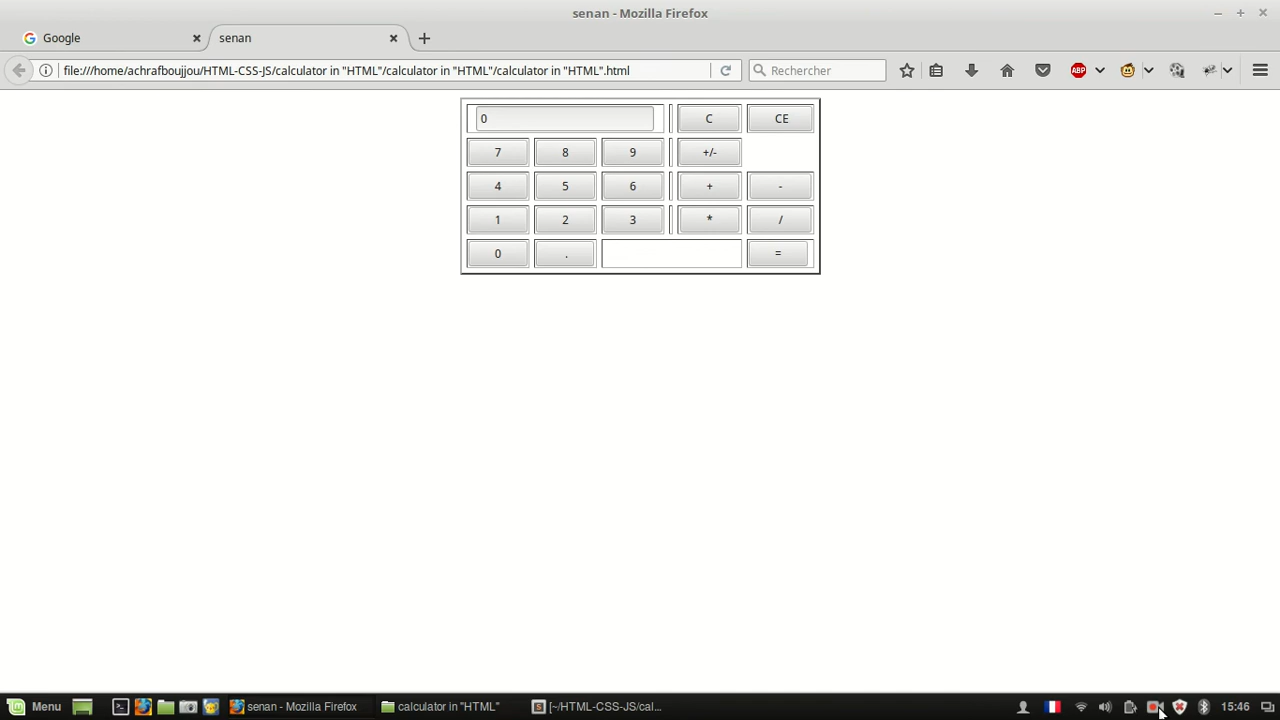 senan - Mozilla Firefox
Google
senan
file:///home/achrafboujjou/HTML-CSS-JS/calculator in "HTML"/calculator in "HTML"/calculator in "HTML".html
Rechercher
ABP
0 C CE
7 8 9 +/-
4 5 6 + -
1 2 3 * /
0 . =
Menu
senan - Mozilla Firefox
calculator in "HTML"
[~/HTML-CSS-JS/cal...
15:46